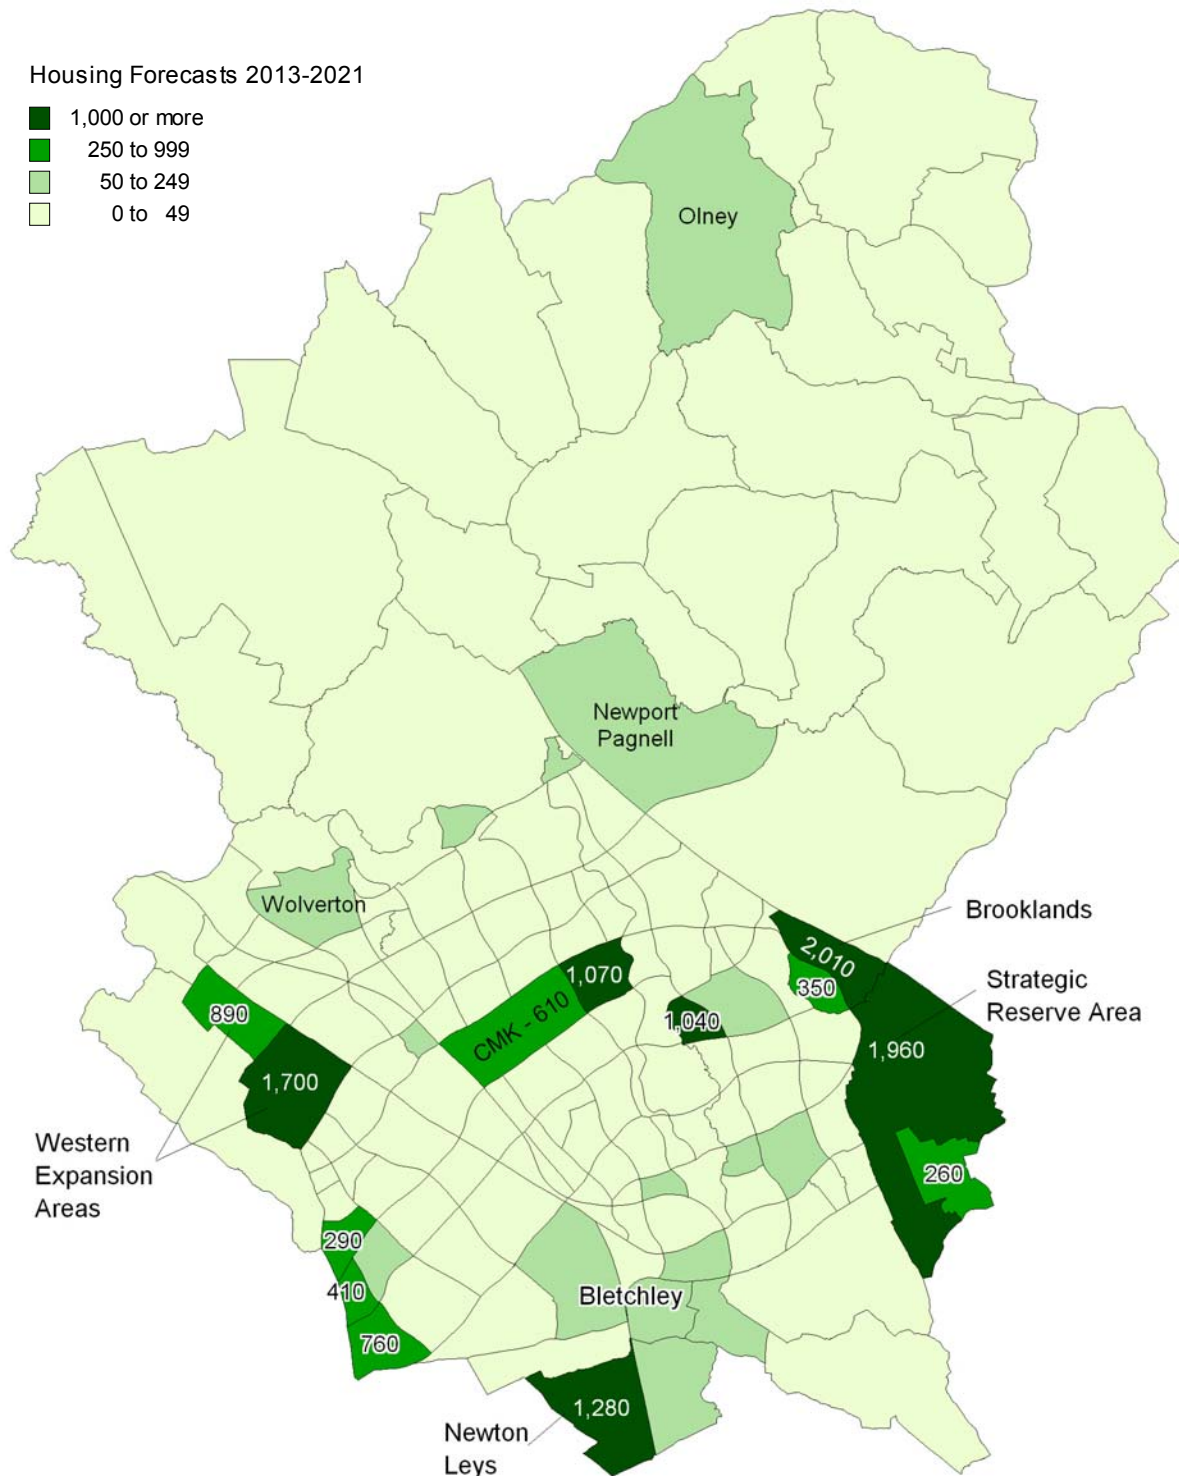 Housing Forecasts 2013-2021
1,000 or more
250 to 999
50 to 249
0 to 49
Olney
Newport
Pagnell
Wolverton
Brooklands
2,010
1,070
350
Strategic
Reserve Area
890
CMK - 610
1,040
1,960
1,700
Western
Expansion
Areas
260
290
410
Bletchley
760
1,280
Newton
Leys